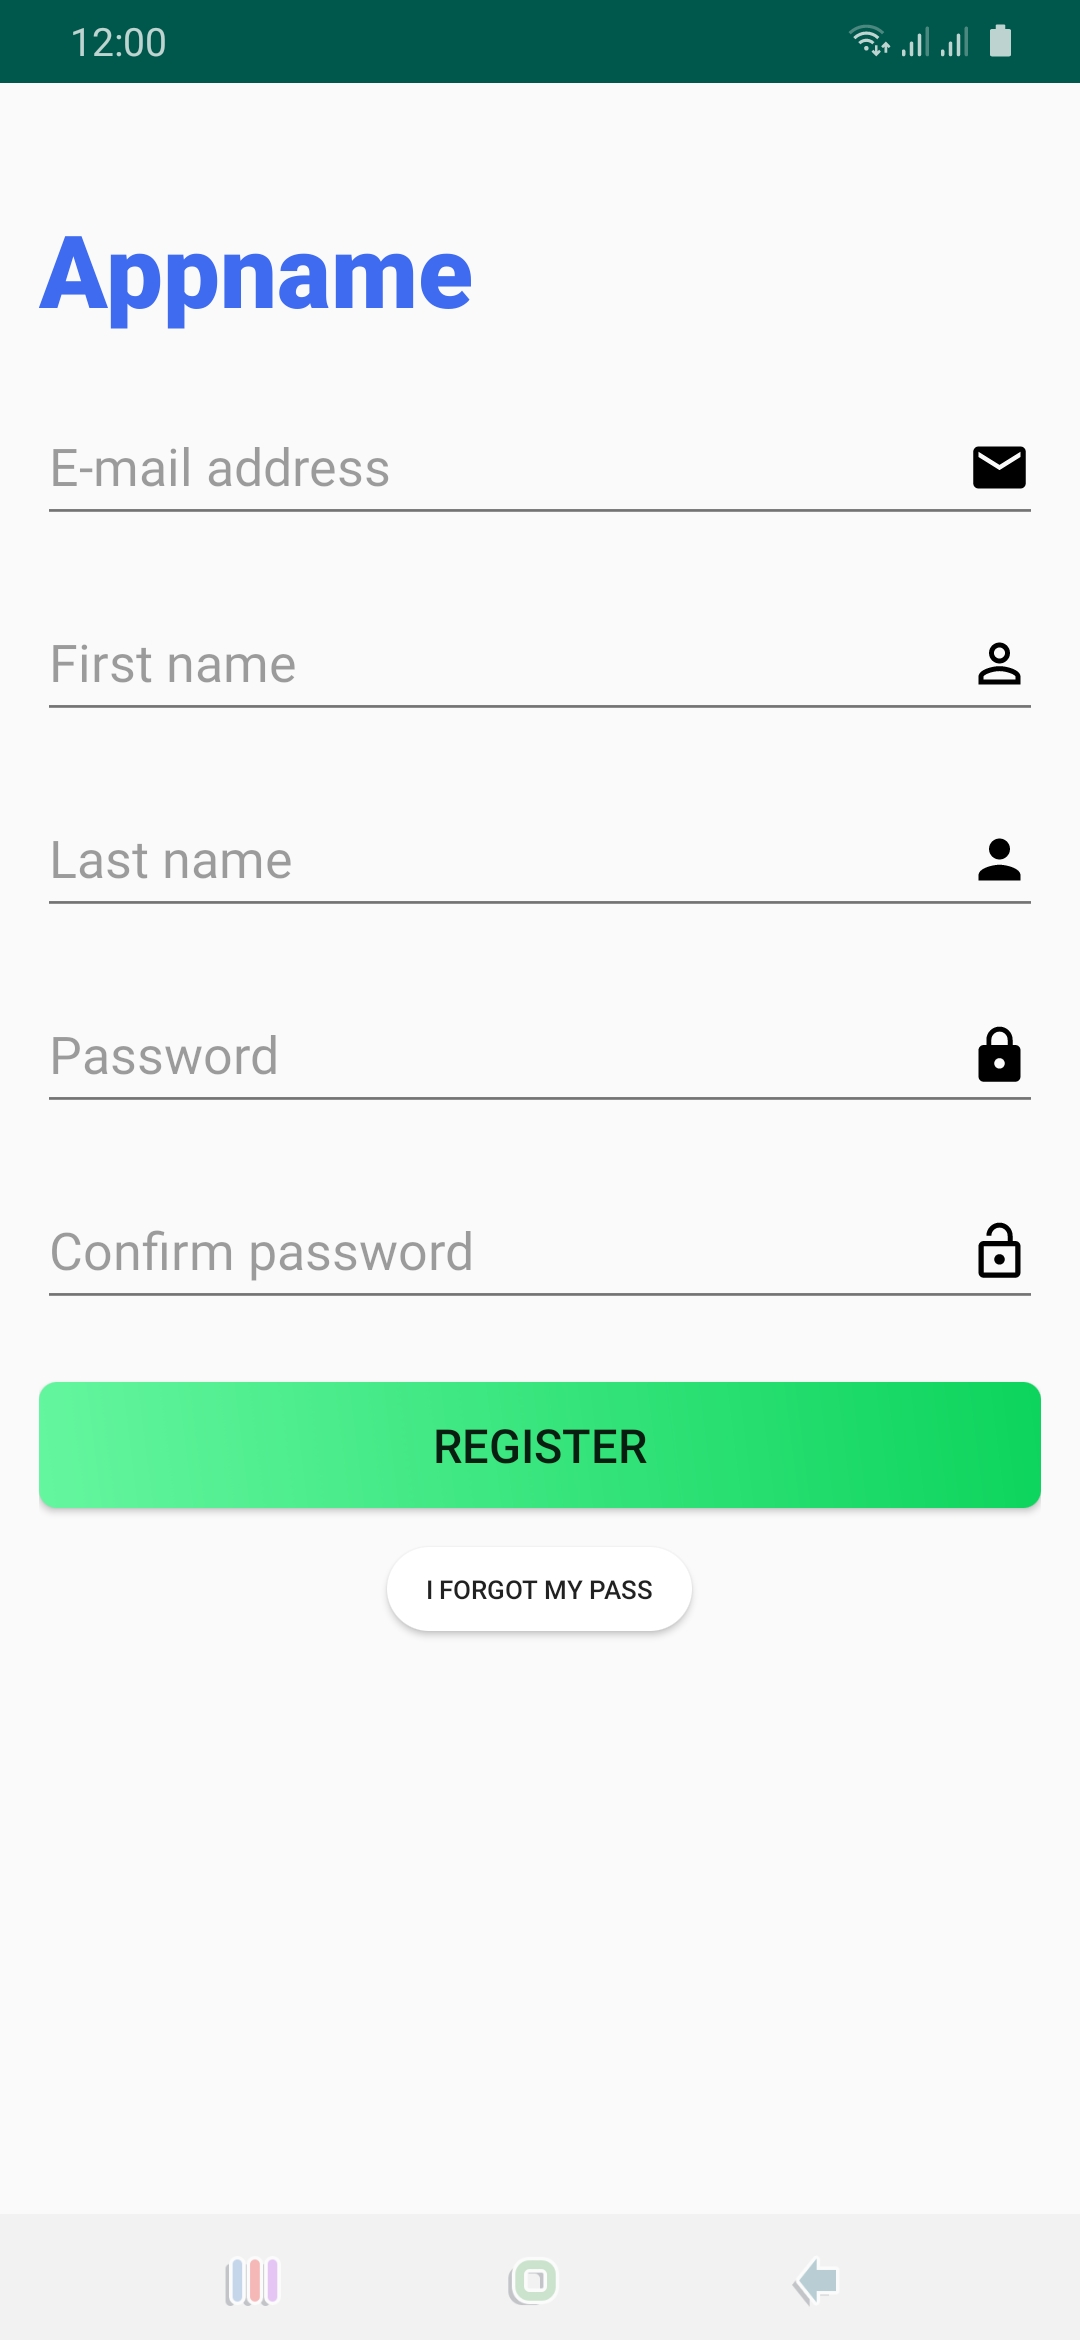 12:00
Appname
E-mail address
First name
Last name
Password
Confirm password
REGISTER
I FORGOT MY PASS